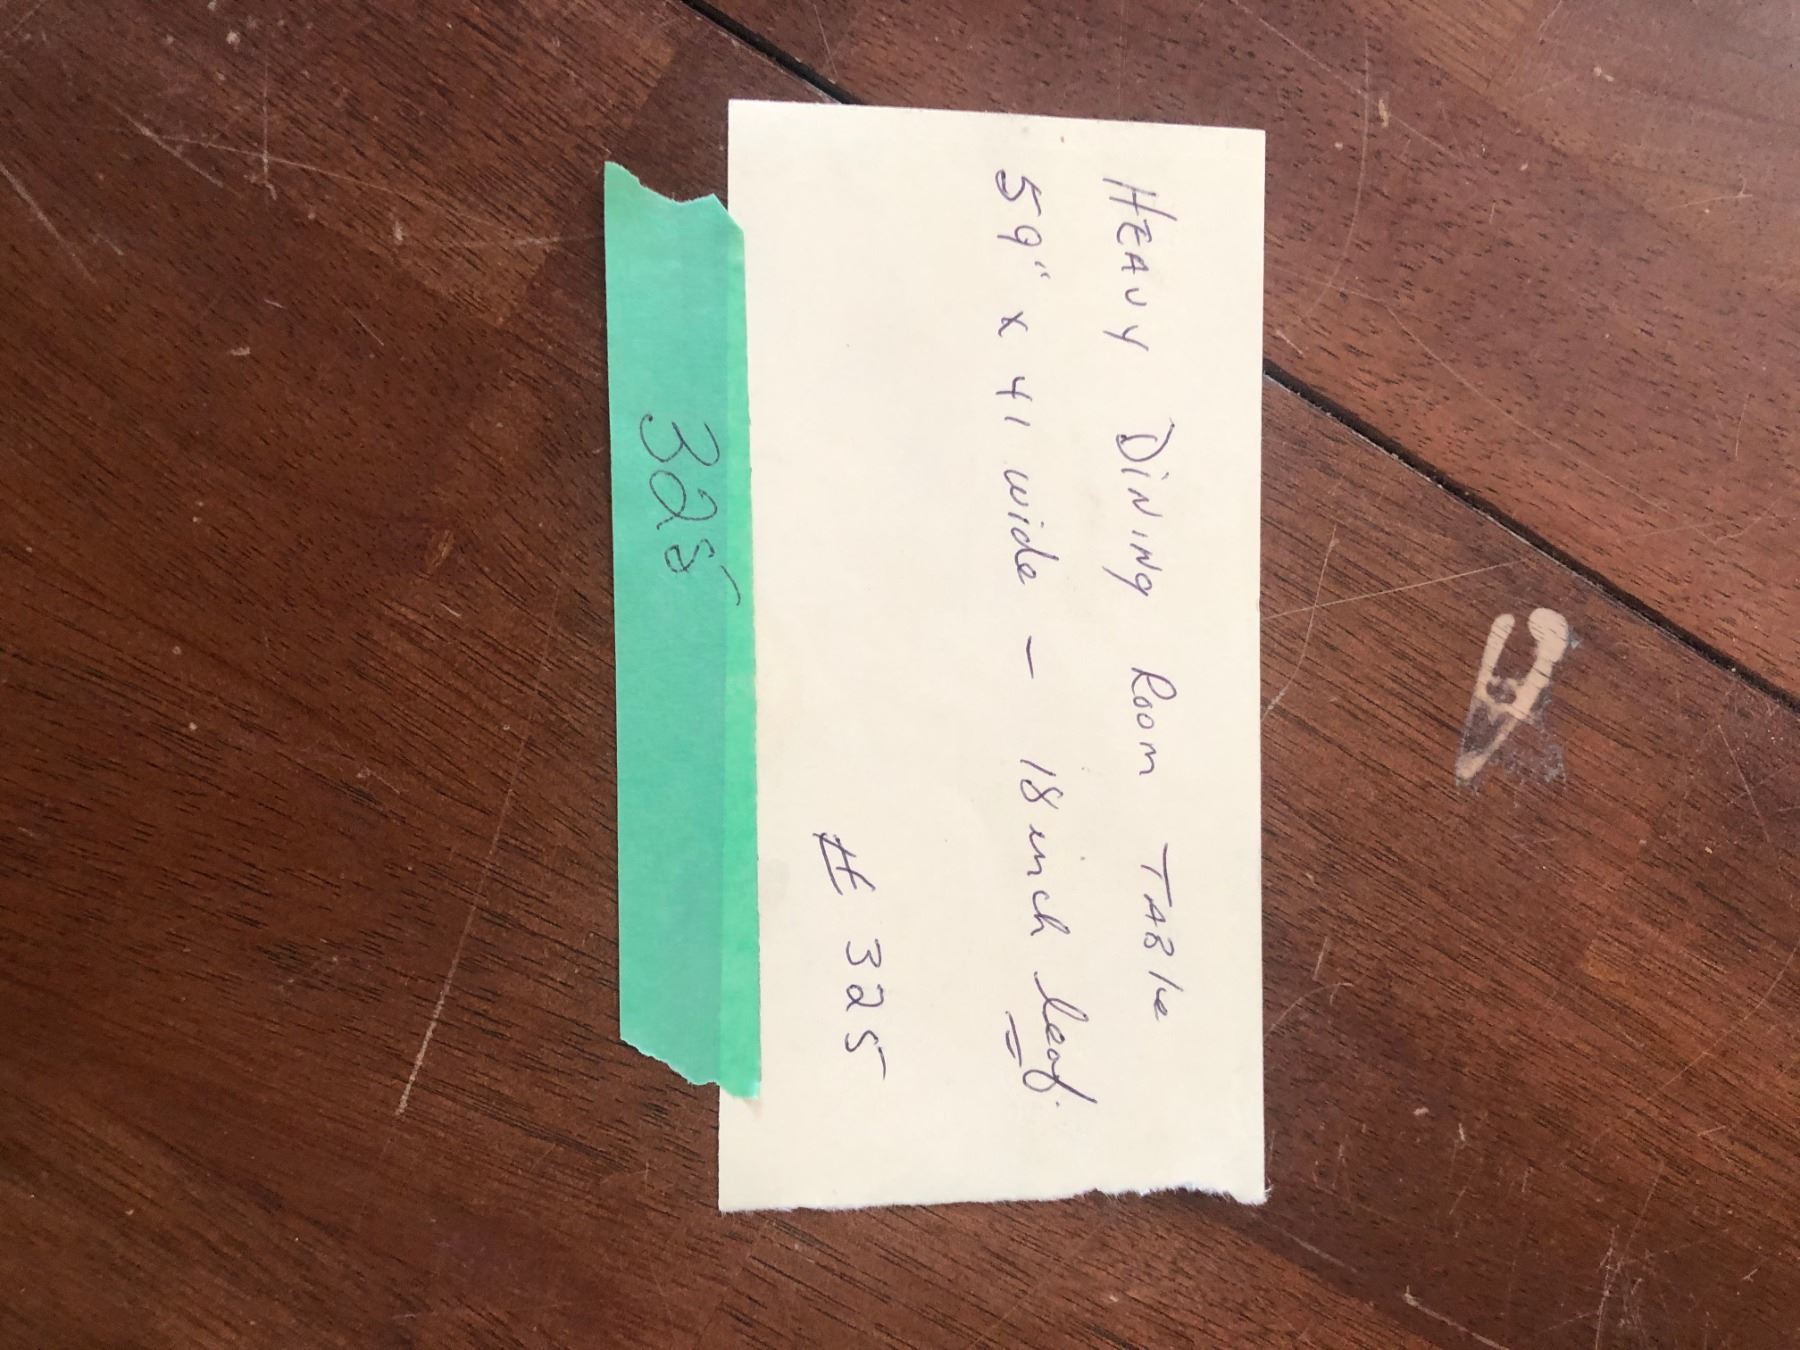 HEAVY DINING ROOM TABle
59" x 41 wide - 18 inch leaf.
# 325
325